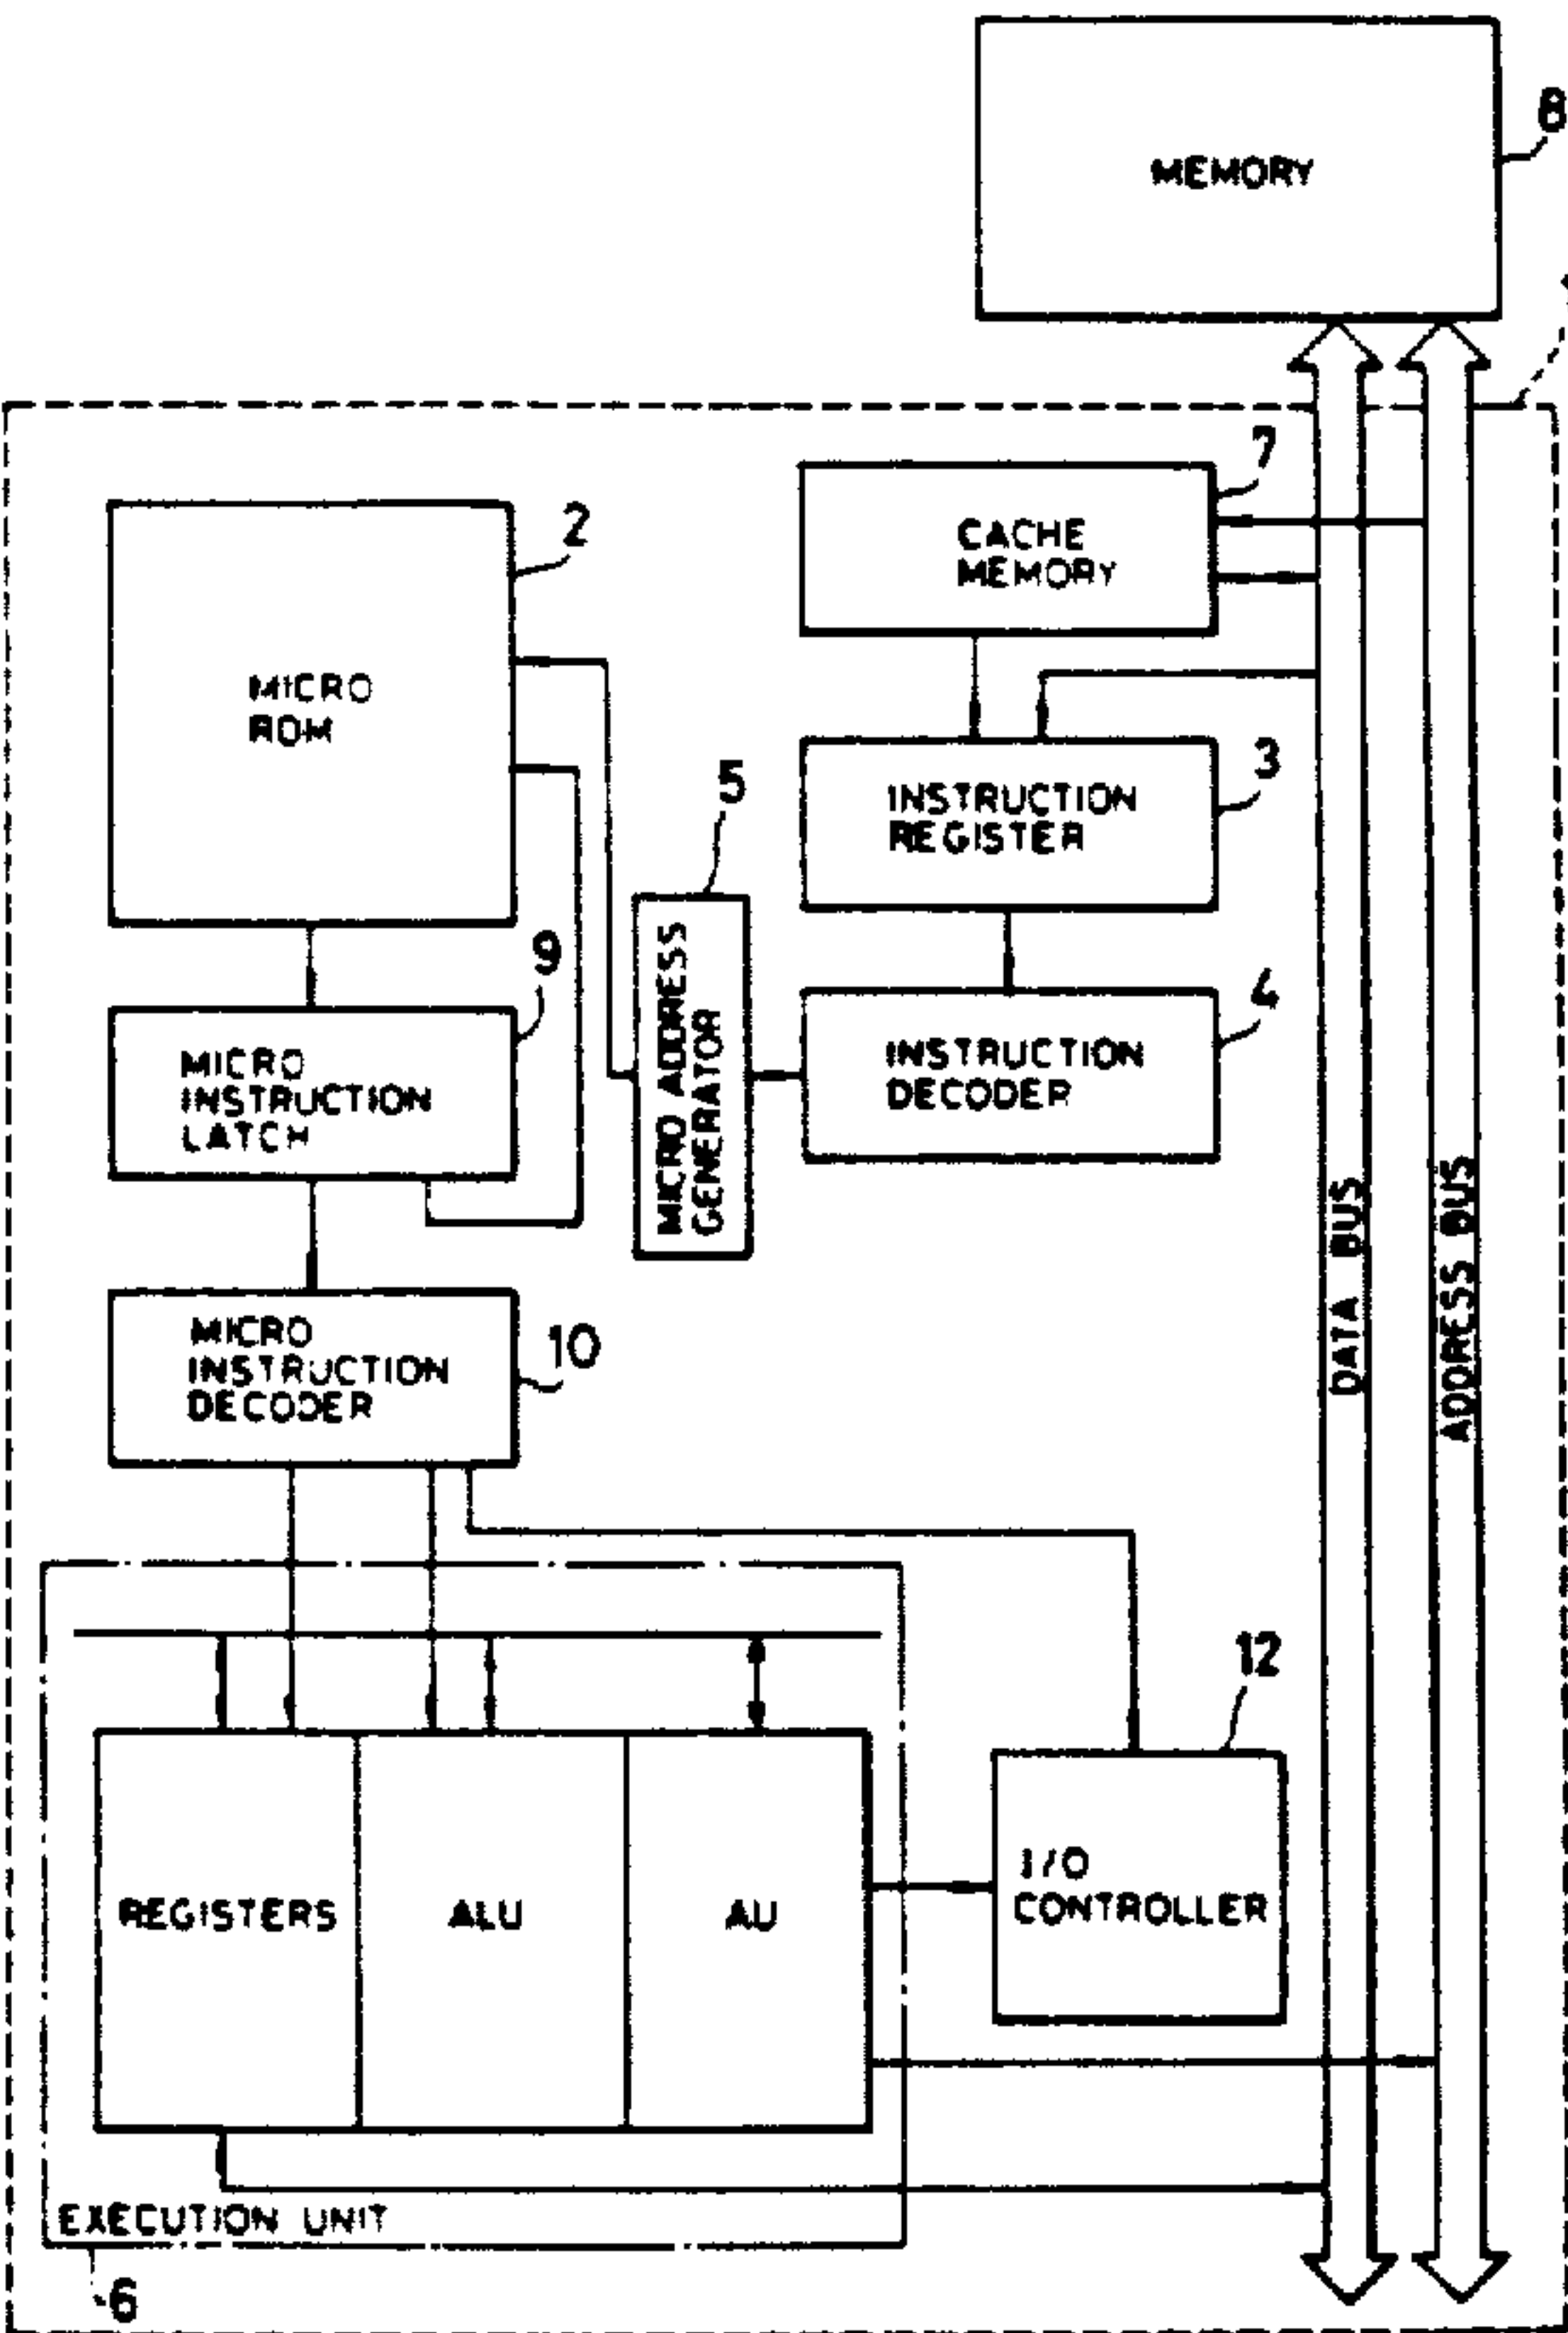 8
MEMORY
7
CACHE
MEMORY
2
MICRO
ROM
3
INSTRUCTION
REGISTER
5
MICRO ADDRESS
GENERATOR
9
MICRO
INSTRUCTION
LATCH
4
INSTRUCTION
DECODER
DATA BUS
ADDRESS BUS
10
MICRO
INSTRUCTION
DECODER
12
I/O
CONTROLLER
REGISTERS
ALU
AU
EXECUTION UNIT
6